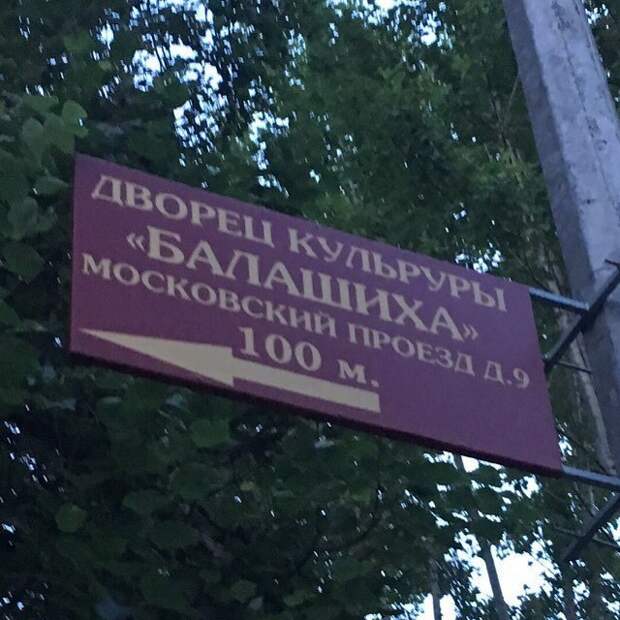 ДВОРЕЦ КУЛЬРУРЫ
«БАЛАШИХА»
МОСКОВСКИЙ ПРОЕЗД Д.9
100 м.